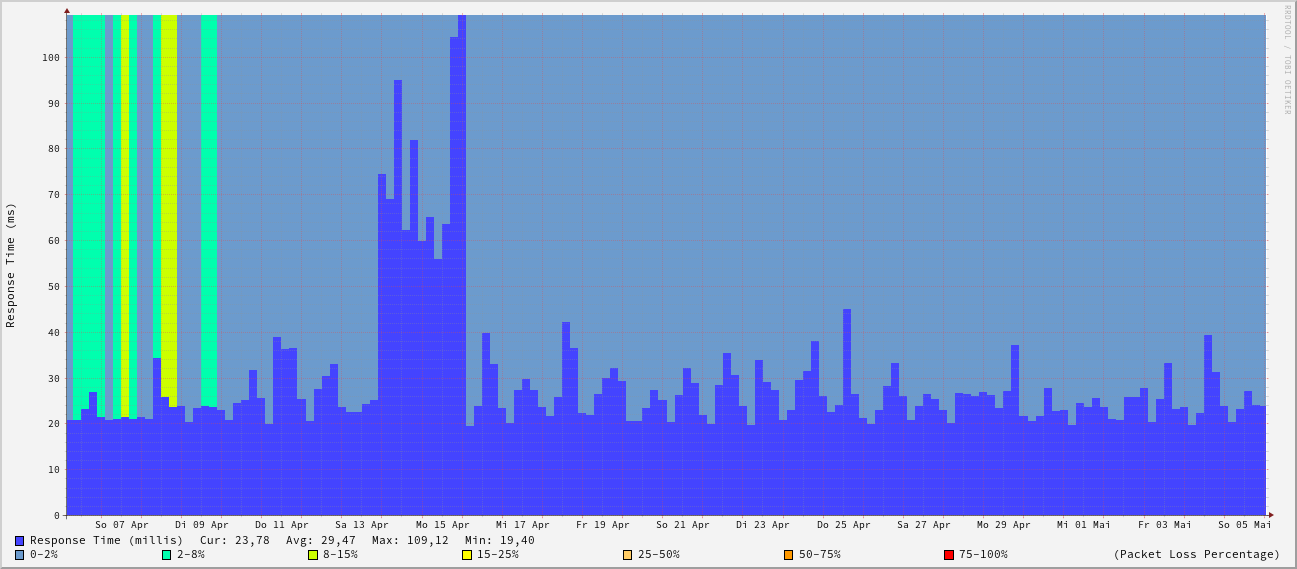 RRDTOOL / TOBI OETIKER
Response Time (ms)
100
90
80
70
60
50
40
30
20
10
0
So 07 Apr Di 09 Apr Do 11 Apr Sa 13 Apr Mo 15 Apr Mi 17 Apr Fr 19 Apr So 21 Apr Di 23 Apr Do 25 Apr Sa 27 Apr Mo 29 Apr Mi 01 Mai Fr 03 Mai So 05 Mai
Response Time (millis) Cur: 23,78 Avg: 29,47 Max: 109,12 Min: 19,40
0-2% 2-8% 8-15% 15-25% 25-50% 50-75% 75-100% (Packet Loss Percentage)